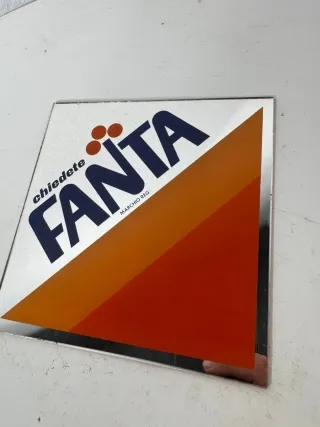 chiedete
FANTA
MARCHIO REG.